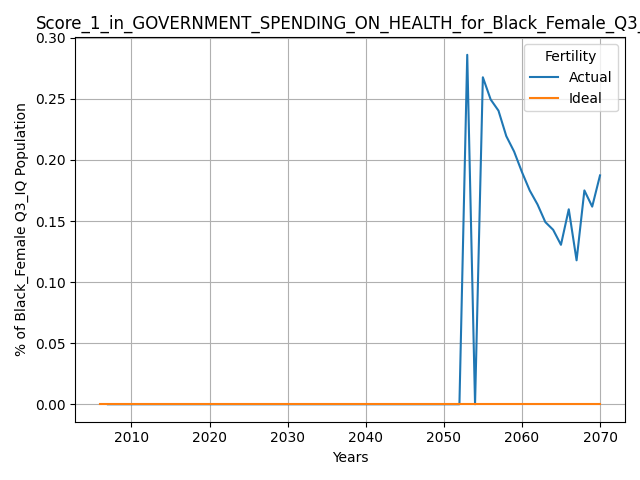 Score_1_in_GOVERNMENT_SPENDING_ON_HEALTH_for_Black_Female_Q3_
0.30
0.25
0.20
0.15
0.10
0.05
0.00
% of Black_Female Q3_IQ Population
Fertility
Actual
Ideal
2010 2020 2030 2040 2050 2060 2070
Years